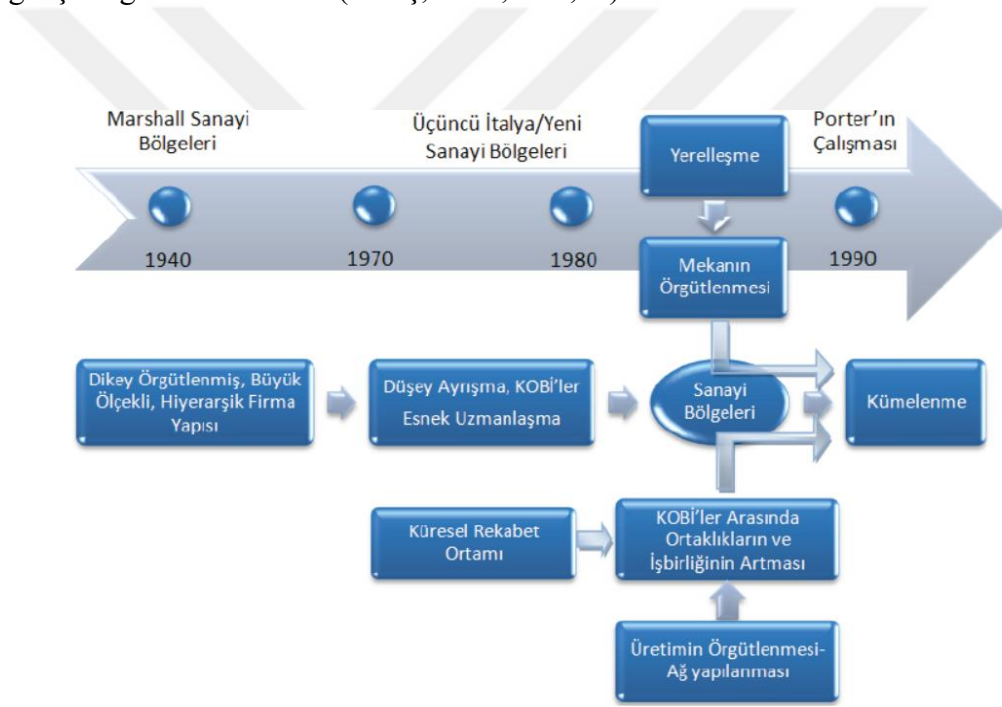 Marshall Sanayi
Bölgeleri
Üçüncü İtalya/Yeni
Sanayi Bölgeleri
Yerelleşme
Porter'ın
Çalışması
1940
1970
1980
1990
Mekanın
Örgütlenmesi
Dikey Örgütlenmiş, Büyük
Ölçekli, Hiyerarşik Firma
Yapısı
Düşey Ayrışma, KOBİ'ler
Esnek Uzmanlaşma
Sanayi
Bölgeleri
Kümelenme
Küresel Rekabet
Ortamı
KOBİ'ler Arasında
Ortaklıkların ve
İşbirliğinin Artması
Üretimin Örgütlenmesi-
Ağ yapılanması